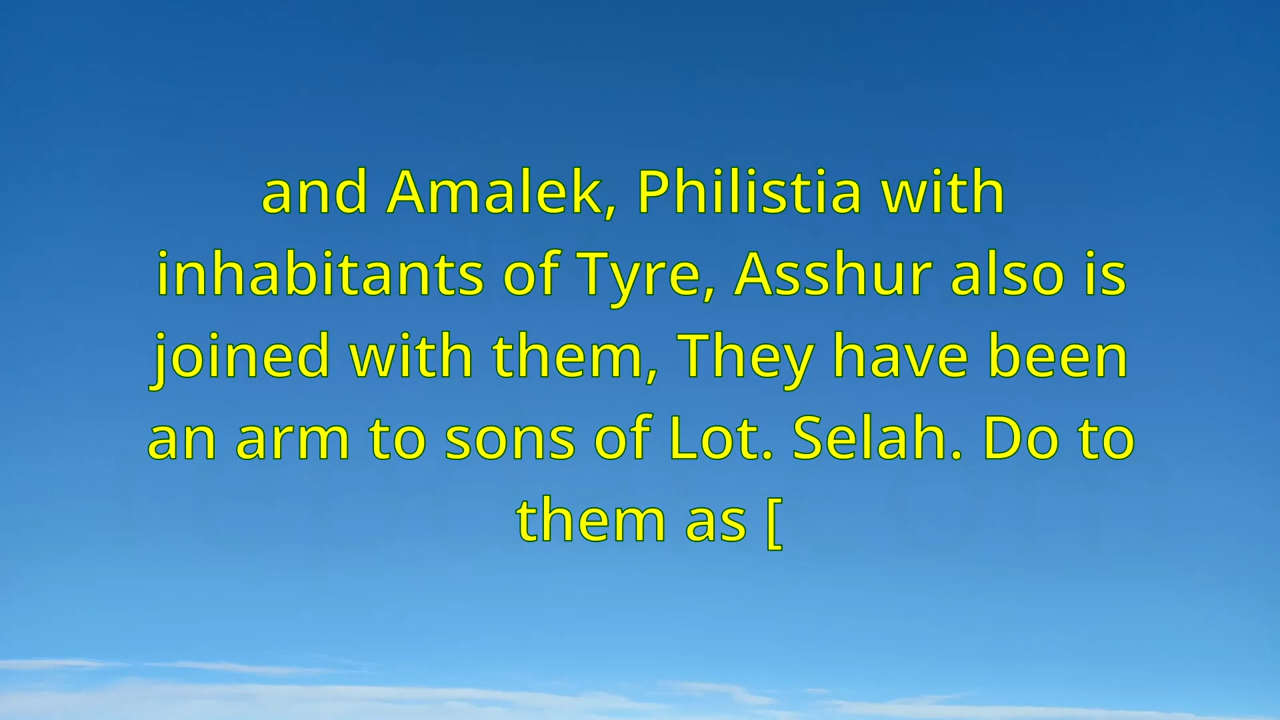 and Amalek, Philistia with
inhabitants of Tyre, Asshur also is
joined with them, They have been
an arm to sons of Lot. Selah. Do to
them as [